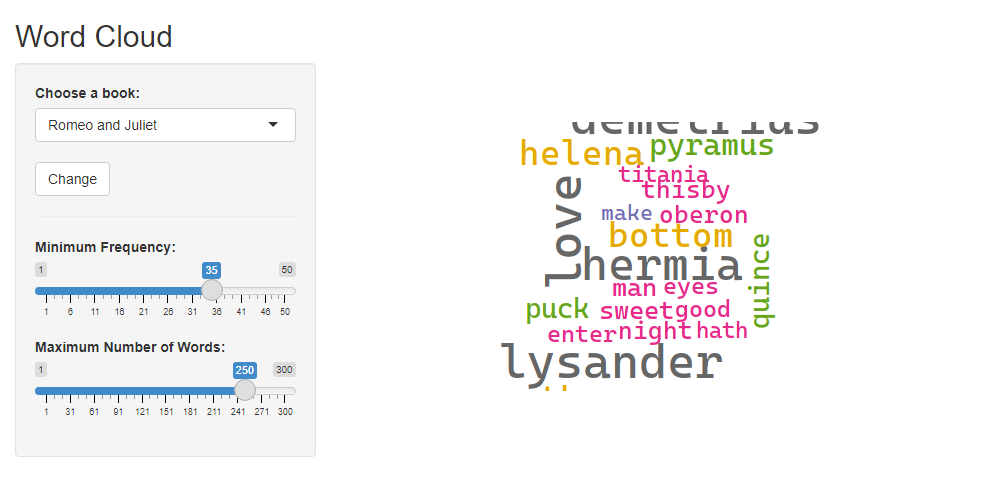 Word Cloud
Choose a book:
Romeo and Juliet
Change
Minimum Frequency:
1 35 50
1 6 11 16 21 26 31 36 41 46 50
Maximum Number of Words:
1 250 300
1 31 61 91 121 151 181 211 241 271 300
demetrius
helena pyramus
titania
thisby
love
make oberon
bottom
hermia
quince
man eyes
puck sweet good
enter night hath
lysander